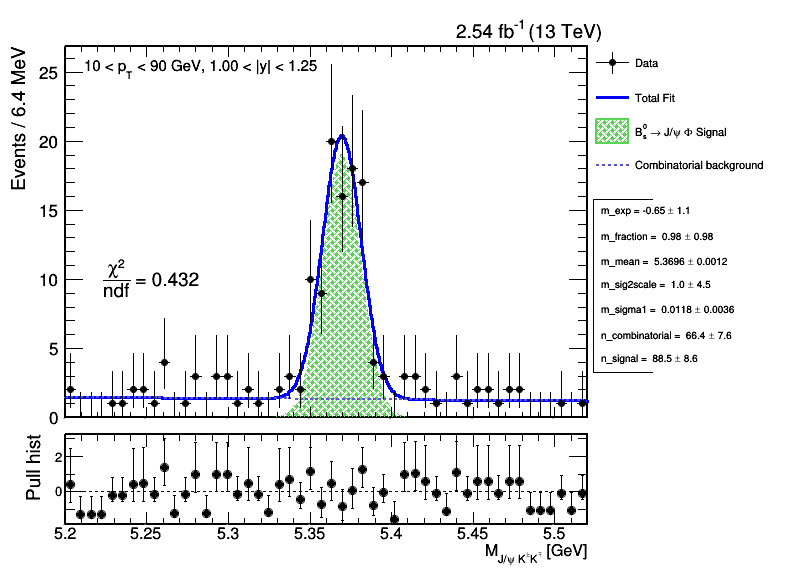 2.54 fb⁻¹ (13 TeV)
Events / 6.4 MeV
10 < p_T < 90 GeV, 1.00 < |y| < 1.25
25
20
15
10
5
0
χ²/ndf = 0.432
Data
Total Fit
B⁰ₛ → J/ψ Φ Signal
Combinatorial background
m_exp = -0.65 ± 1.1
m_fraction = 0.98 ± 0.98
m_mean = 5.3696 ± 0.0012
m_sig2scale = 1.0 ± 4.5
m_sigma1 = 0.0118 ± 0.0036
n_combinatorial = 66.4 ± 7.6
n_signal = 88.5 ± 8.6
Pull hist
2
0
5.2 5.25 5.3 5.35 5.4 5.45 5.5
M_{J/ψ K^±K^∓} [GeV]